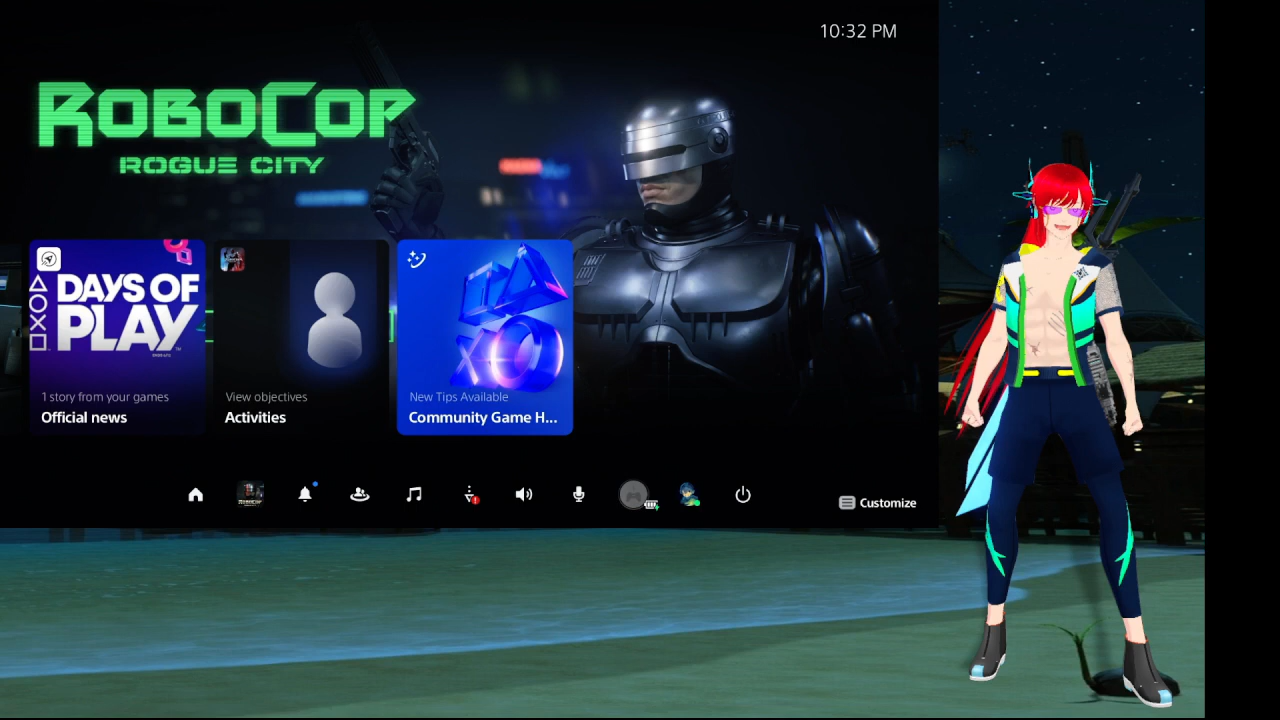 10:32 PM
ROBOCOP
ROGUE CITY
DAYS OF
PLAY
1 story from your games
Official news
View objectives
Activities
New Tips Available
Community Game H...
Customize